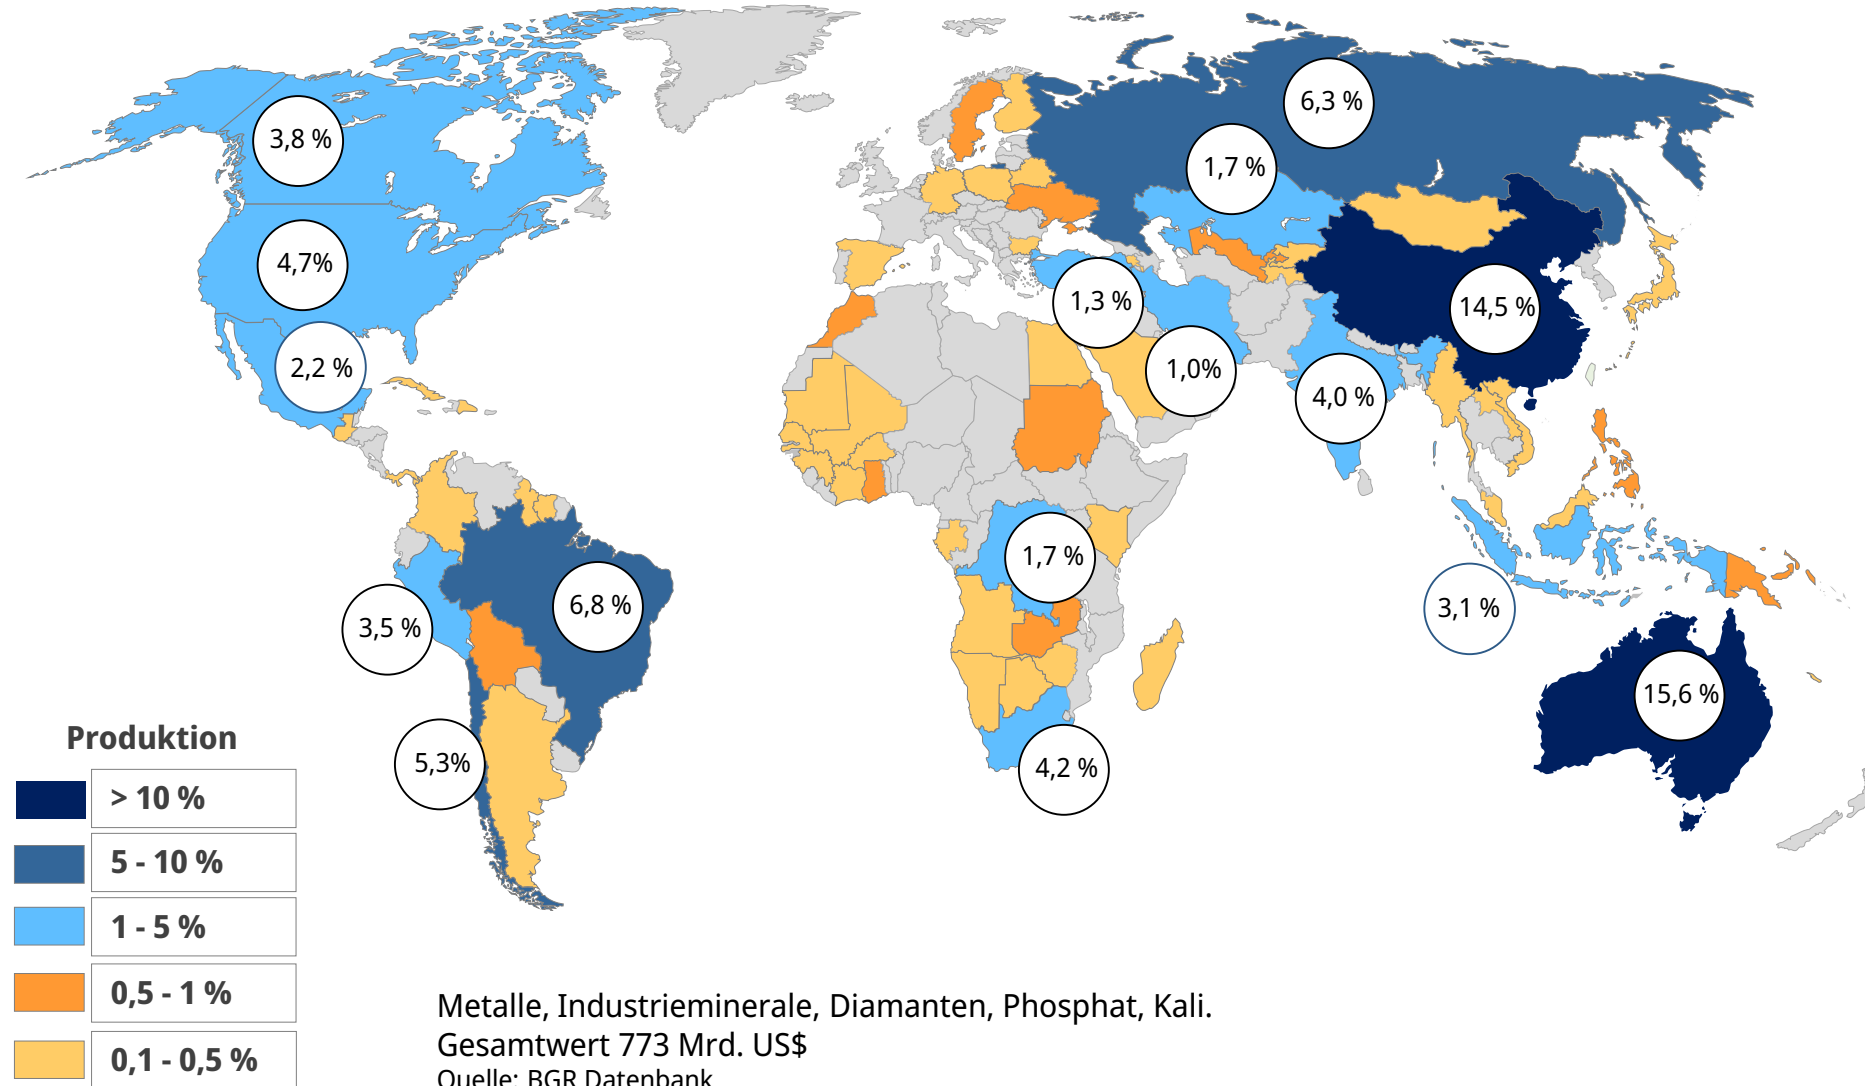 6,3 %
3,8 %
1,7 %
4,7%
1,3 %
14,5 %
2,2 %
1,0%
4,0 %
1,7 %
6,8 %
3,5 %
3,1 %
15,6 %
5,3%
4,2 %
Produktion
> 10 %
5 - 10 %
1 - 5 %
0,5 - 1 %
0,1 - 0,5 %
Metalle, Industrieminerale, Diamanten, Phosphat, Kali.
Gesamtwert 773 Mrd. US$
Quelle: BGR Datenbank